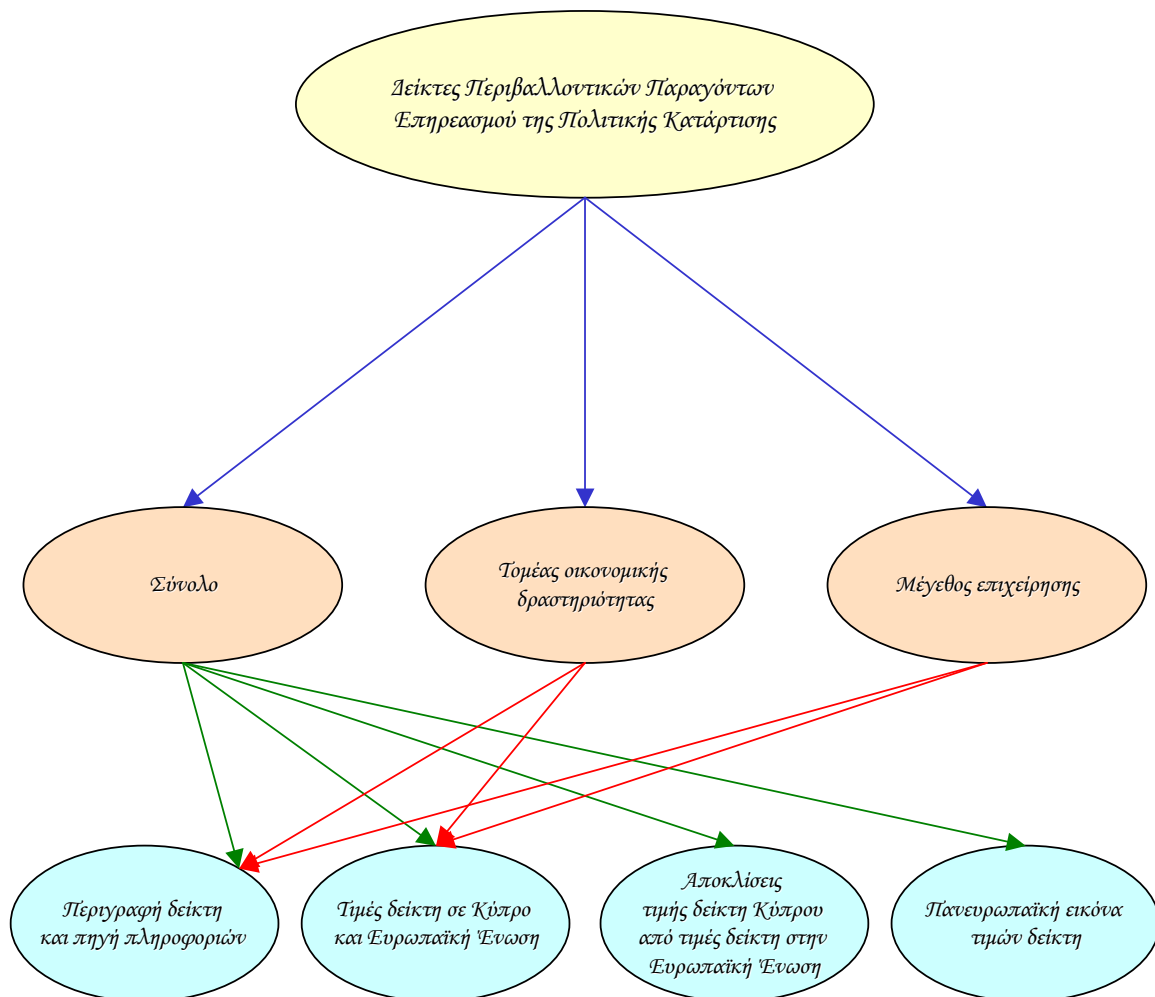 Δείκτες Περιβαλλοντικών Παραγόντων
Επηρεασμού της Πολιτικής Κατάρτισης
Σύνολο
Τομέας οικονομικής
δραστηριότητας
Μέγεθος επιχείρησης
Περιγραφή δείκτη
και πηγή πληροφοριών
Τιμές δείκτη σε Κύπρο
και Ευρωπαϊκή Ένωση
Αποκλίσεις
τιμής δείκτη Κύπρου
από τιμές δείκτη στην
Ευρωπαϊκή Ένωση
Πανευρωπαϊκή εικόνα
τιμών δείκτη